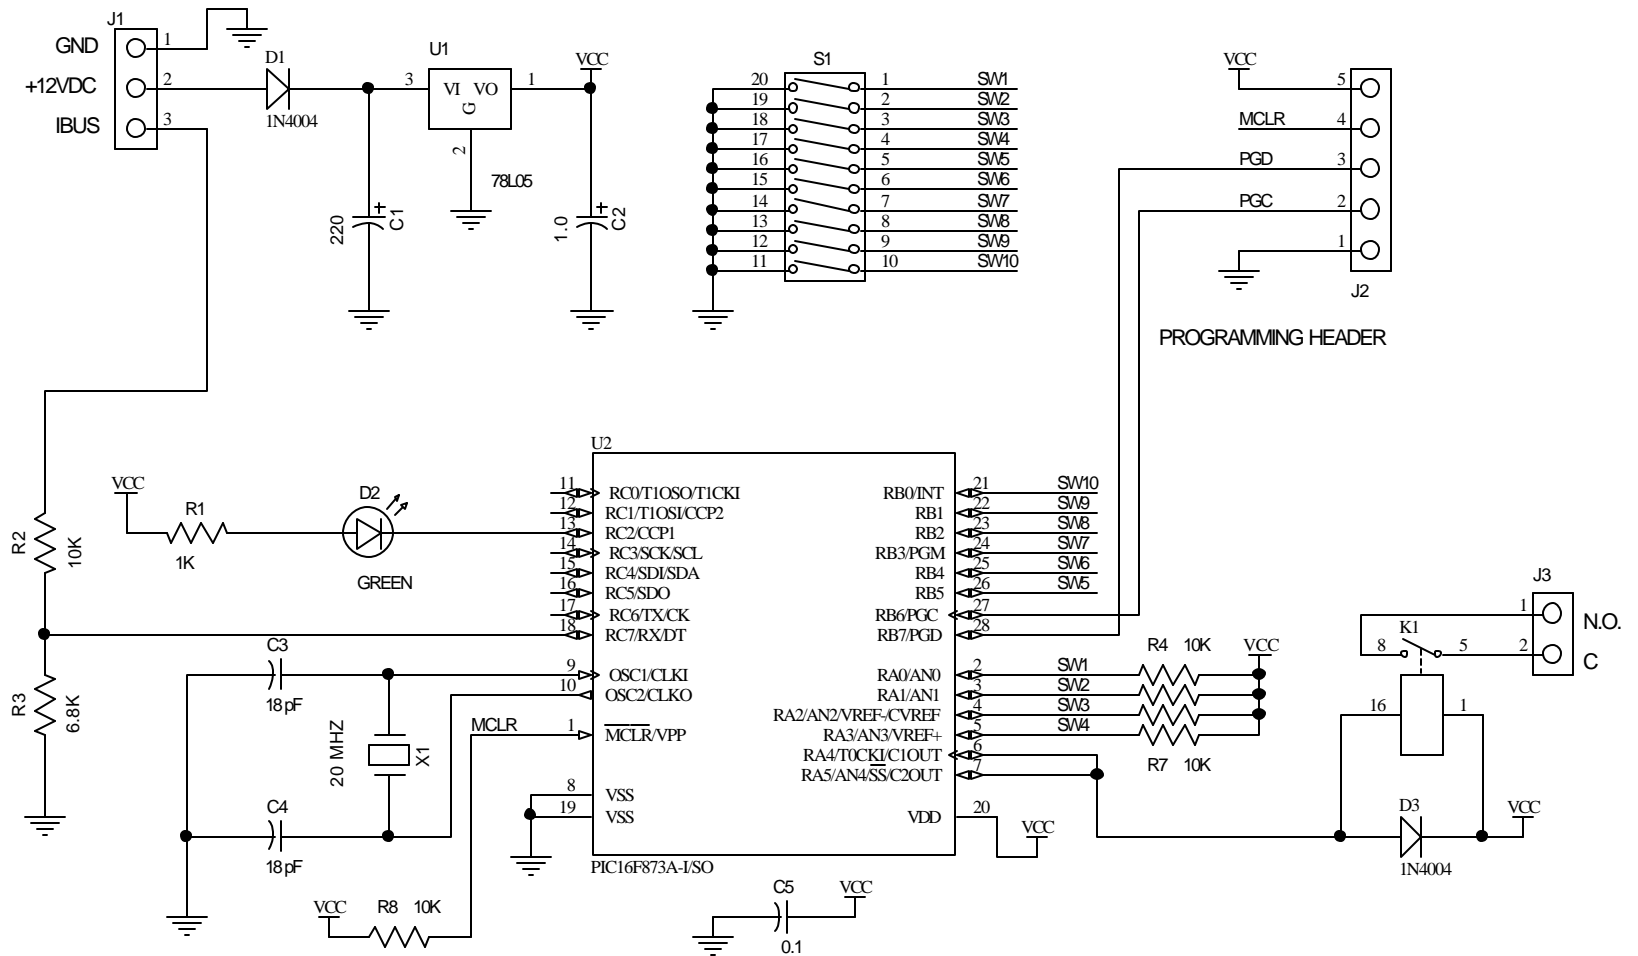 J1
GND 1
+12VDC 2
IBUS 3
D1
1N4004
U1
3 VI VO 1
G
2
78L05
VCC
220
+
C1
1.0
+
C2
S1
20 1 SW1
19 2 SW2
18 3 SW3
17 4 SW4
16 5 SW5
15 6 SW6
14 7 SW7
13 8 SW8
12 9 SW9
11 10 SW10
VCC 5
MCLR 4
PGD 3
PGC 2
1
J2
PROGRAMMING HEADER
R2
10K
R3
6.8K
VCC
R1
1K
D2
GREEN
U2
11 RC0/T1OSO/T1CKI
12 RC1/T1OSI/CCP2
13 RC2/CCP1
14 RC3/SCK/SCL
15 RC4/SDI/SDA
16 RC5/SDO
17 RC6/TX/CK
18 RC7/RX/DT
9 OSC1/CLKI
10 OSC2/CLKO
MCLR 1 MCLR/VPP
8 VSS
19 VSS
RB0/INT 21 SW10
RB1 22 SW9
RB2 23 SW8
RB3/PGM 24 SW7
RB4 25 SW6
RB5 26 SW5
RB6/PGC 27
RB7/PGD 28
RA0/AN0 2 SW1
RA1/AN1 3 SW2
RA2/AN2/VREF-/CVREF 4 SW3
RA3/AN3/VREF+ 5 SW4
RA4/T0CKI/C1OUT 6
RA5/AN4/SS/C2OUT 7
VDD 20
VCC
PIC16F873A-I/SO
C3
18 pF
20 MHZ
X1
C4
18 pF
VCC
R8 10K
C5
0.1
VCC
R4 10K
VCC
R7 10K
J3
1 N.O.
2 C
K1
8 5
16 1
D3
1N4004
VCC